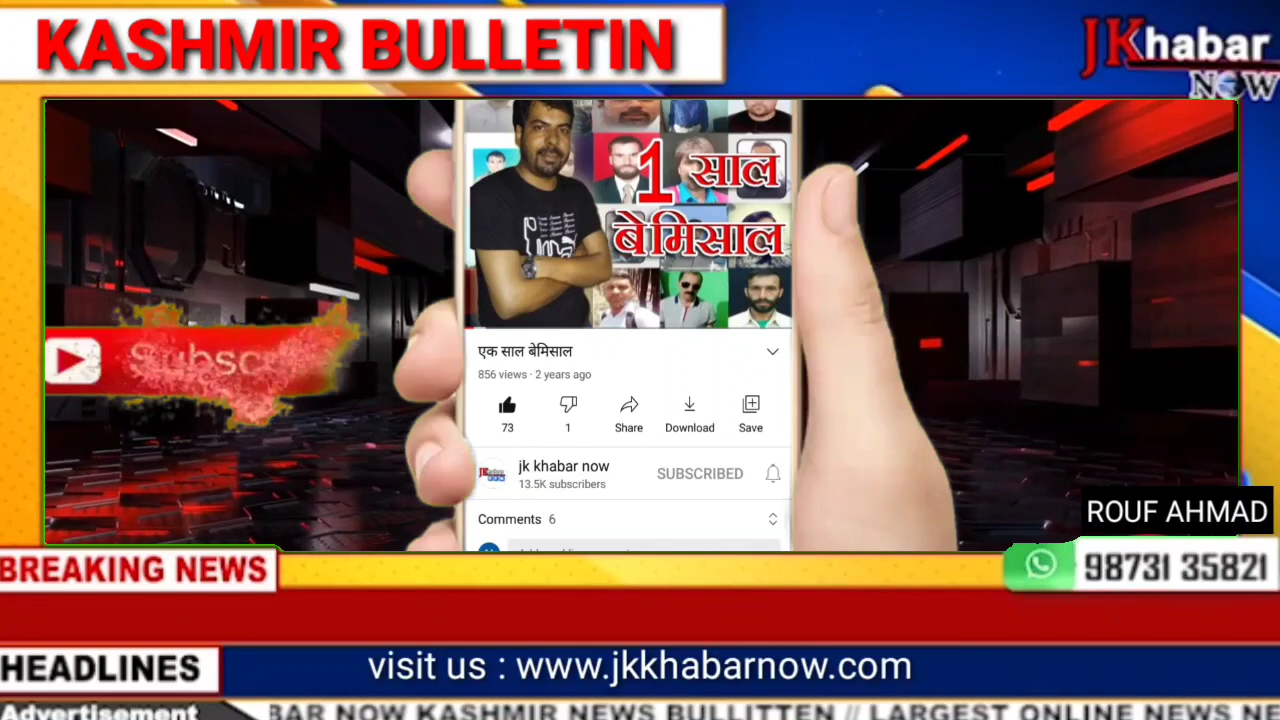 KASHMIR BULLETIN
JKhabar
NOW
1 साल
बेमिसाल
Subsc
एक साल बेमिसाल
856 views · 2 years ago
73
1
Share
Download
Save
jk khabar now
13.5K subscribers
SUBSCRIBED
Comments 6
ROUF AHMAD
BREAKING NEWS
98731 35821
HEADLINES
visit us : www.jkkhabarnow.com
Advertisement
BAR NOW KASHMIR NEWS BULLITTEN // LARGEST ONLINE NEWS NE